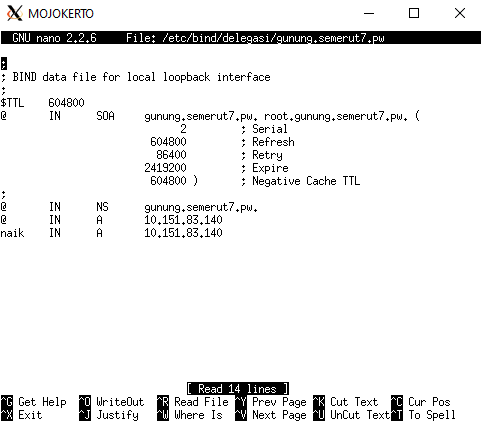 MOJOKERTO
GNU nano 2.2.6 File: /etc/bind/delegasi/gunung.semerut7.pw
;
; BIND data file for local loopback interface
;
$TTL 604800
@ IN SOA gunung.semerut7.pw. root.gunung.semerut7.pw. (
2 ; Serial
604800 ; Refresh
86400 ; Retry
2419200 ; Expire
604800 ) ; Negative Cache TTL
;
@ IN NS gunung.semerut7.pw.
@ IN A 10.151.83.140
naik IN A 10.151.83.140
[ Read 14 lines ]
^G Get Help ^O WriteOut ^R Read File ^Y Prev Page ^K Cut Text ^C Cur Pos
^X Exit ^J Justify ^W Where Is ^V Next Page ^U UnCut Text ^T To Spell